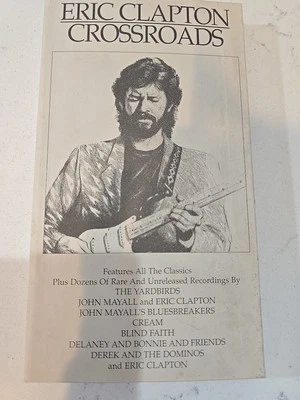 ERIC CLAPTON
CROSSROADS
Features All The Classics
Plus Dozens Of Rare And Unreleased Recordings By
THE YARDBIRDS
JOHN MAYALL and ERIC CLAPTON
JOHN MAYALL'S BLUESBREAKERS
CREAM
BLIND FAITH
DELANEY AND BONNIE AND FRIENDS
DEREK AND THE DOMINOS
and ERIC CLAPTON